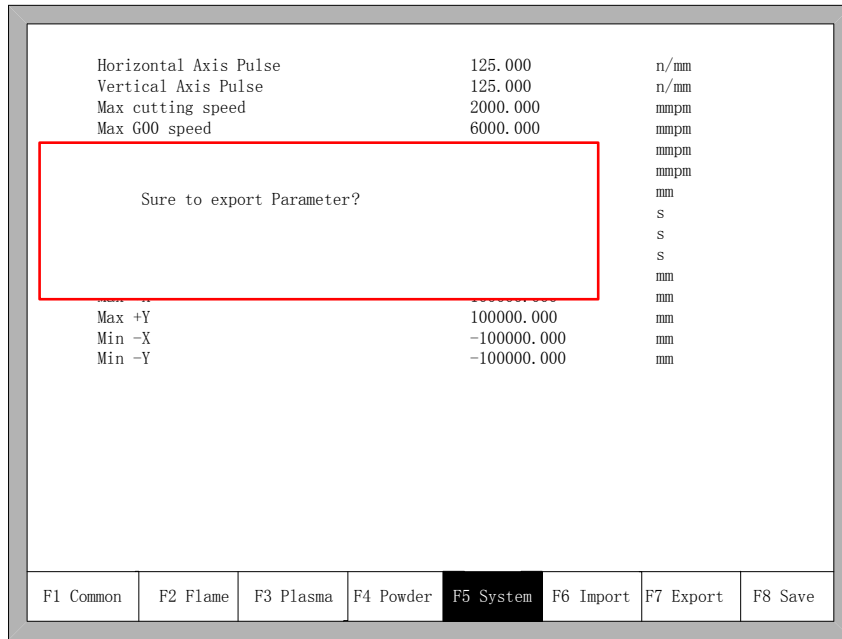 Horizontal Axis Pulse 125.000 n/mm
Vertical Axis Pulse 125.000 n/mm
Max cutting speed 2000.000 mmpm
Max G00 speed 6000.000 mmpm
mmpm
mmpm
Sure to export Parameter? mm
s
s
s
mm
mm
Max +Y 100000.000 mm
Min -X -100000.000 mm
Min -Y -100000.000 mm
F1 Common F2 Flame F3 Plasma F4 Powder F5 System F6 Import F7 Export F8 Save